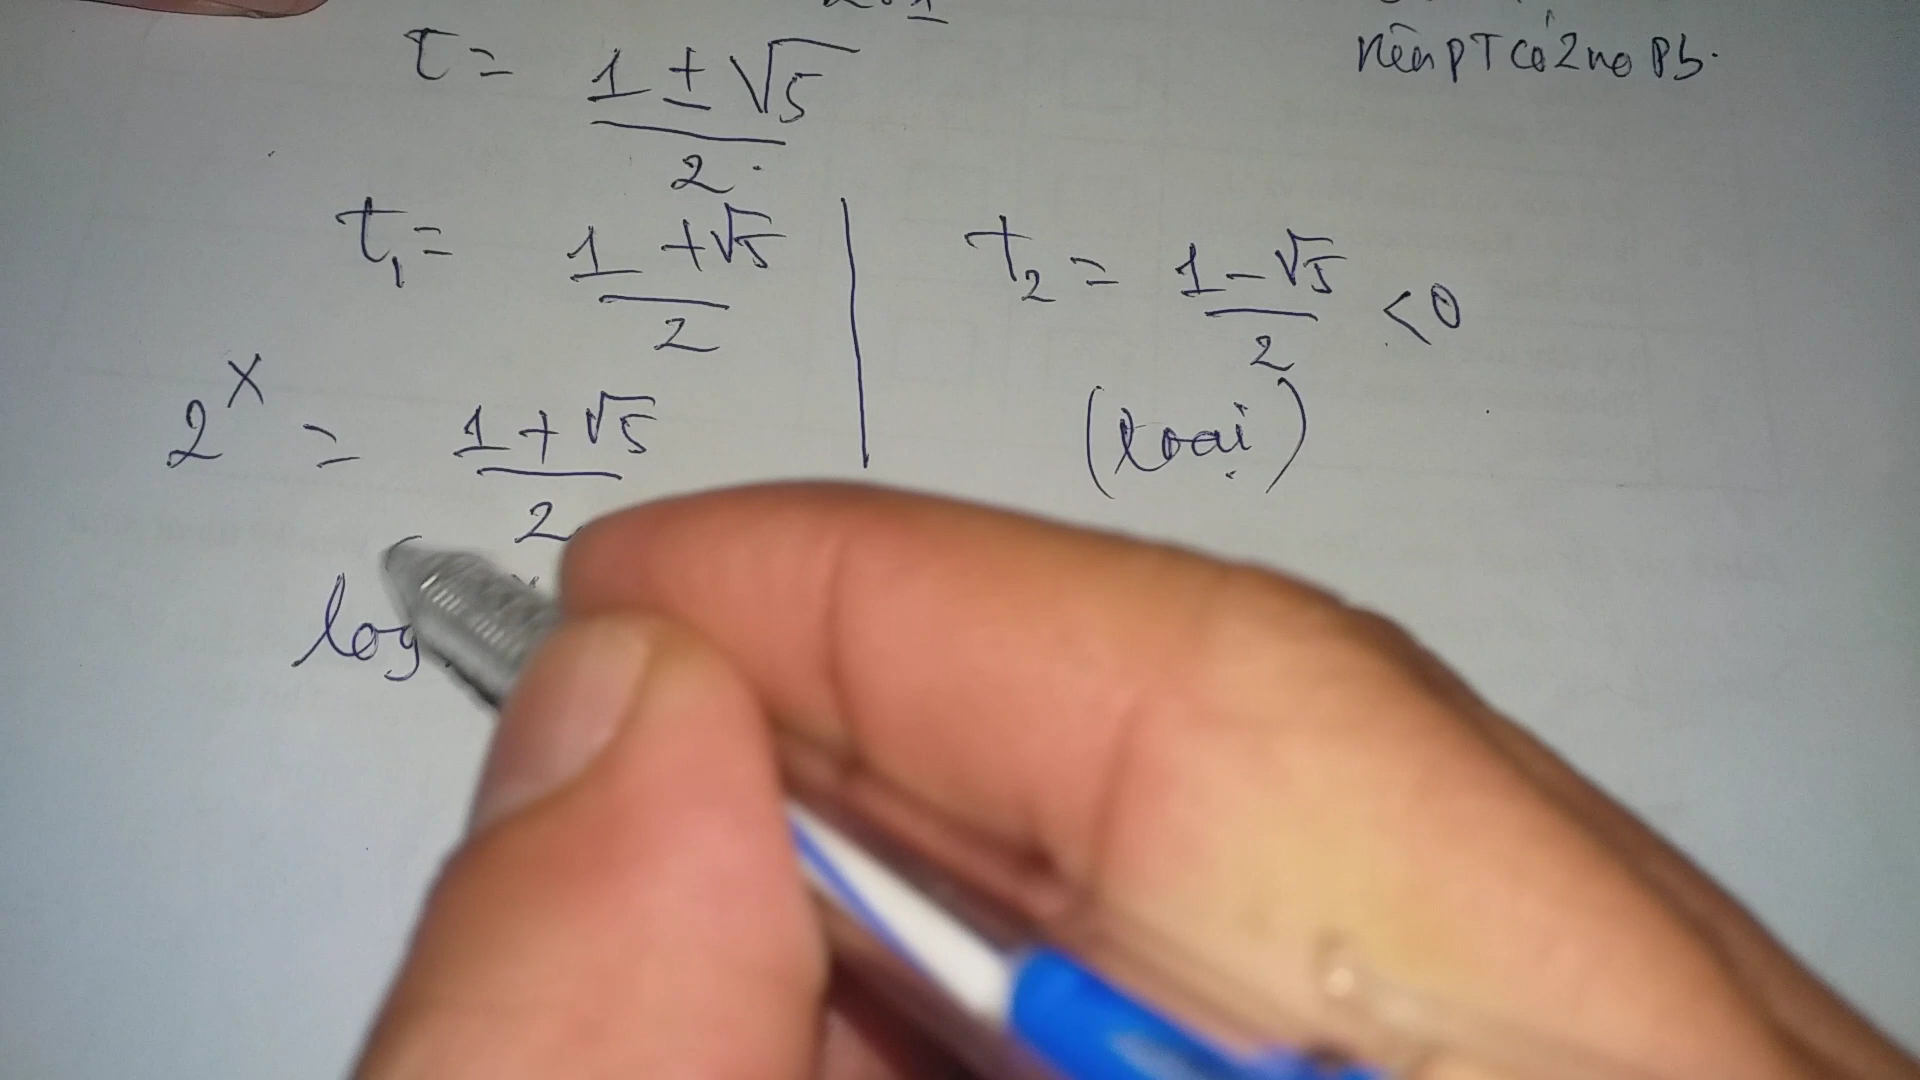 nên pT có 2 no Pb.
t = (1 ± √5)/2.
t₁ = (1 + √5)/2
t₂ = (1 - √5)/2 < 0
(loại)
2ˣ = (1 + √5)/2
log